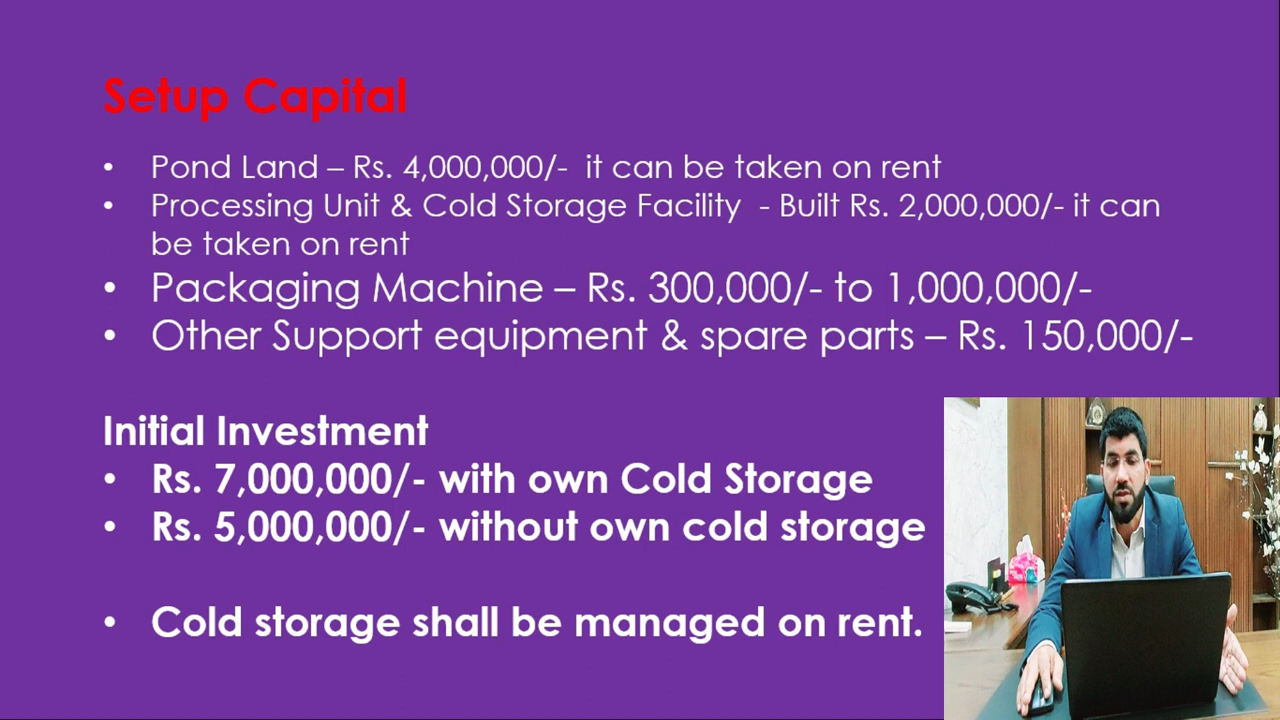 Setup Capital
• Pond Land – Rs. 4,000,000/-  it can be taken on rent
• Processing Unit & Cold Storage Facility  - Built Rs. 2,000,000/- it can
be taken on rent
• Packaging Machine – Rs. 300,000/- to 1,000,000/-
• Other Support equipment & spare parts – Rs. 150,000/-
Initial Investment
• Rs. 7,000,000/- with own Cold Storage
• Rs. 5,000,000/- without own cold storage
• Cold storage shall be managed on rent.